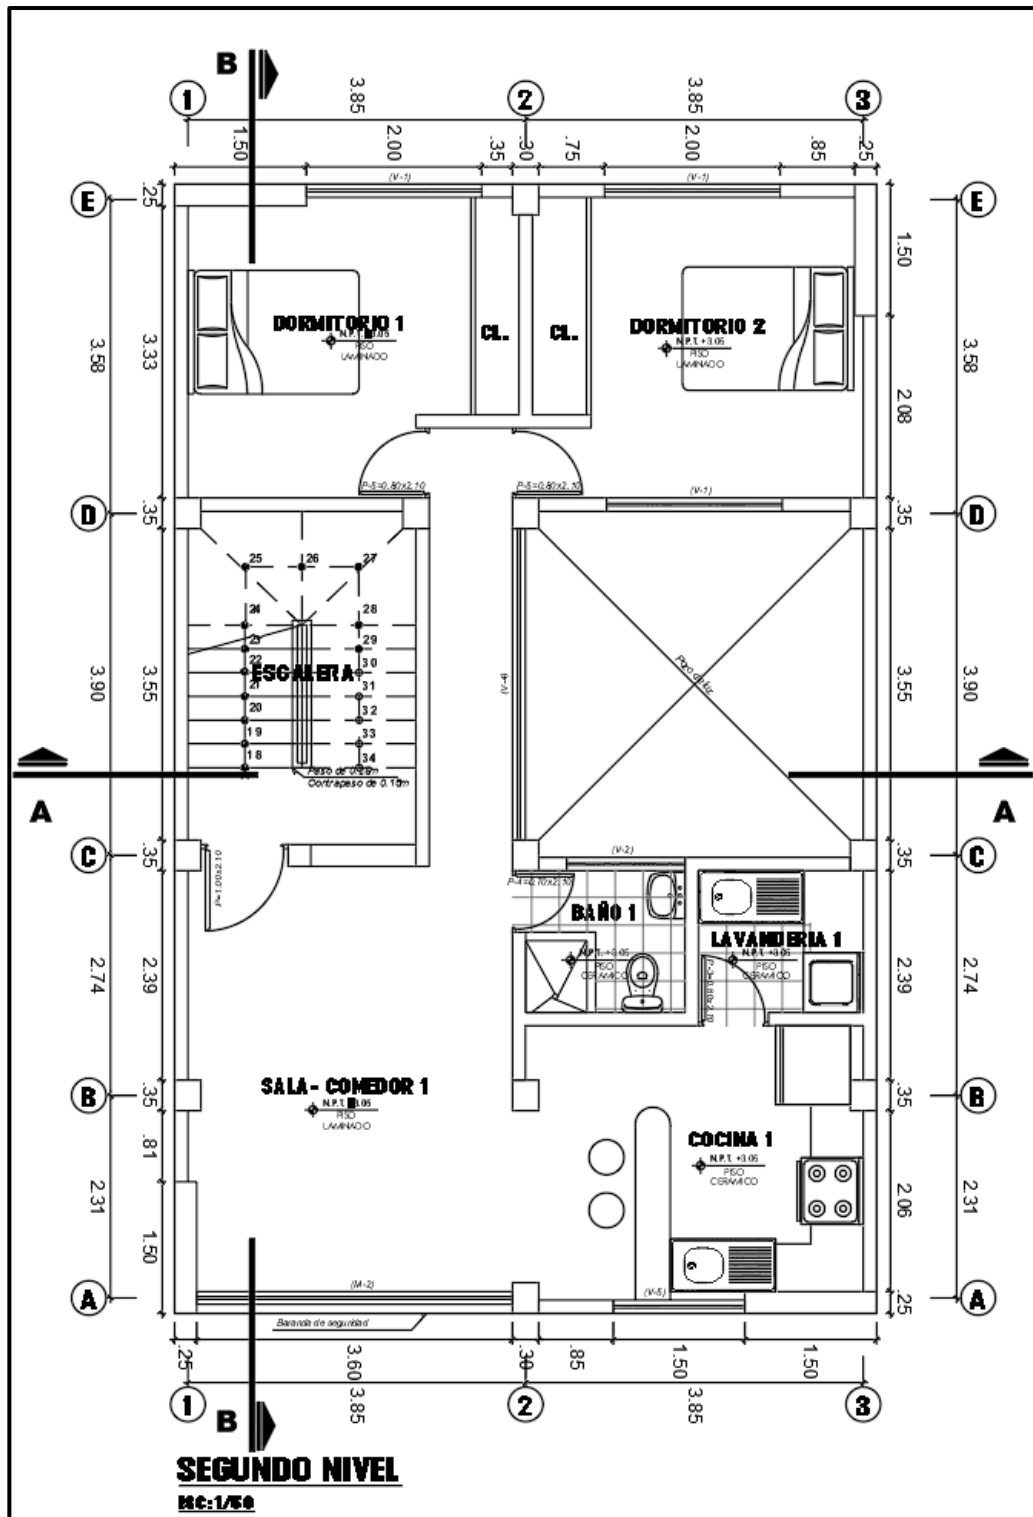 B
3.85
3.85
1
2
3
1.50
2.00
.35
.30
.75
2.00
.85
.25
(V-1)
(V-1)
E
.25
E
1.50
DORMITORIO 1
PISO
LAMINADO
CL.
CL.
DORMITORIO 2
N.P.T. +3.05
PISO
LAMINADO
3.58
3.33
3.58
2.08
P-5=0.80x2.10
P-5=0.80x2.10
(V-1)
D
.35
.35
D
25
26
27
24
28
23
29
22
30
ESCALERA
21
31
20
32
19
33
18
34
Paso de 0.25m
3.90
3.55
Pozo de luz
3.55
3.90
A
A
C
.35
.35
C
(V-2)
P=1.00x2.10
BAÑO 1
N.P.T. +3.05
PISO
CERAMICO
LAVANDERIA 1
N.P.T. +3.05
PISO
CERAMICO
P-3=0.80x2.10
2.74
2.39
2.39
2.74
SALA- COMEDOR 1
PISO
LAMINADO
B
.35
.35
B
COCINA 1
N.P.T. +3.05
PISO
CERAMICO
.81
2.31
1.50
2.06
2.31
(M-2)
(V-5)
A
.25
A
Baranda de seguridad
.25
3.60
.30
.85
1.50
1.50
3.85
3.85
1
2
3
B
SEGUNDO NIVEL
ESC:1/50